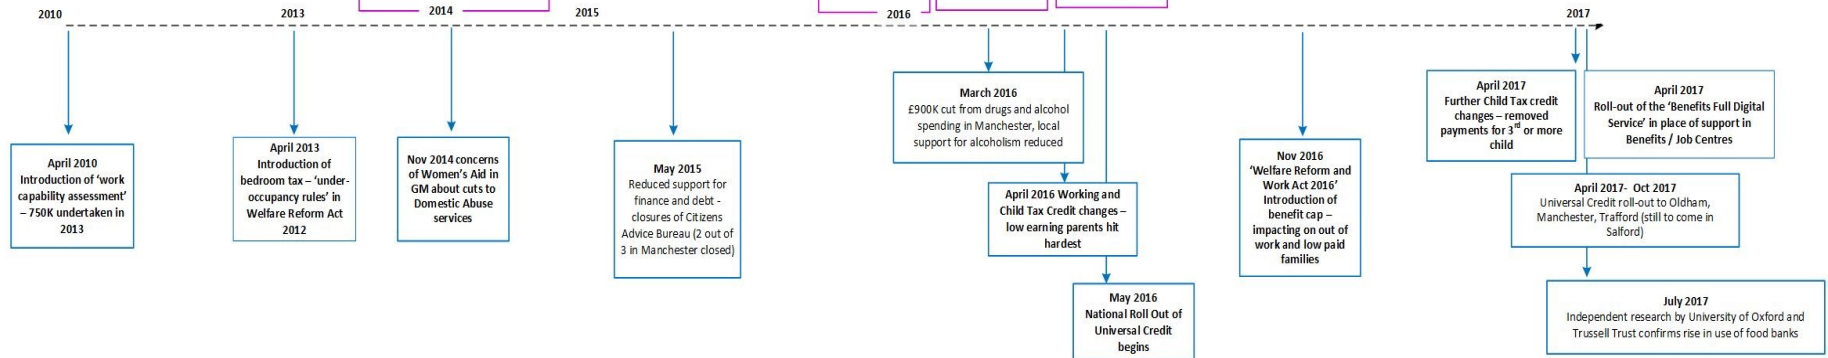 2010
2013
2014
2015
2016
2017
April 2010
Introduction of ‘work
capability assessment’
– 750K undertaken in
2013
April 2013
Introduction of
bedroom tax – ‘under-
occupancy rules’ in
Welfare Reform Act
2012
Nov 2014 concerns
of Women’s Aid in
GM about cuts to
Domestic Abuse
services
May 2015
Reduced support for
finance and debt -
closures of Citizens
Advice Bureau (2 out of
3 in Manchester closed)
March 2016
£900K cut from drugs and alcohol
spending in Manchester, local
support for alcoholism reduced
April 2016 Working and
Child Tax Credit changes –
low earning parents hit
hardest
May 2016
National Roll Out of
Universal Credit
begins
Nov 2016
‘Welfare Reform and
Work Act 2016’
Introduction of
benefit cap –
impacting on out of
work and low paid
families
April 2017
Further Child Tax credit
changes – removed
payments for 3rd or more
child
April 2017
Roll-out of the ‘Benefits Full Digital
Service’ in place of support in
Benefits / Job Centres
April 2017- Oct 2017
Universal Credit roll-out to Oldham,
Manchester, Trafford (still to come in
Salford)
July 2017
Independent research by University of Oxford and
Trussell Trust confirms rise in use of food banks